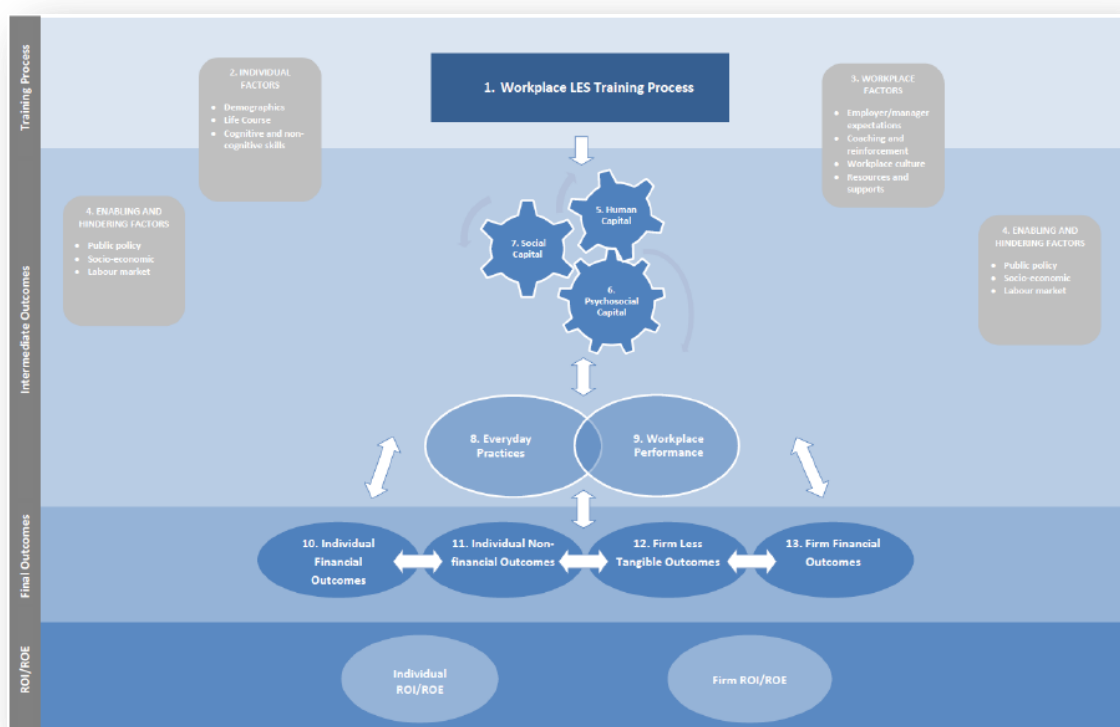 Training Process
1. Workplace LES Training Process
2. INDIVIDUAL
FACTORS
• Demographics
• Life Course
• Cognitive and non-
cognitive skills
3. WORKPLACE
FACTORS
• Employer/manager
expectations
• Coaching and
reinforcement
• Workplace culture
• Resources and
supports
Intermediate Outcomes
4. ENABLING AND
HINDERING FACTORS
• Public policy
• Socio-economic
• Labour market
5. Human
Capital
7. Social
Capital
6.
Psychosocial
Capital
4. ENABLING AND
HINDERING FACTORS
• Public policy
• Socio-economic
• Labour market
8. Everyday
Practices
9. Workplace
Performance
Final Outcomes
10. Individual
Financial
Outcomes
11. Individual Non-
financial Outcomes
12. Firm Less
Tangible Outcomes
13. Firm Financial
Outcomes
ROI/ROE
Individual
ROI/ROE
Firm ROI/ROE